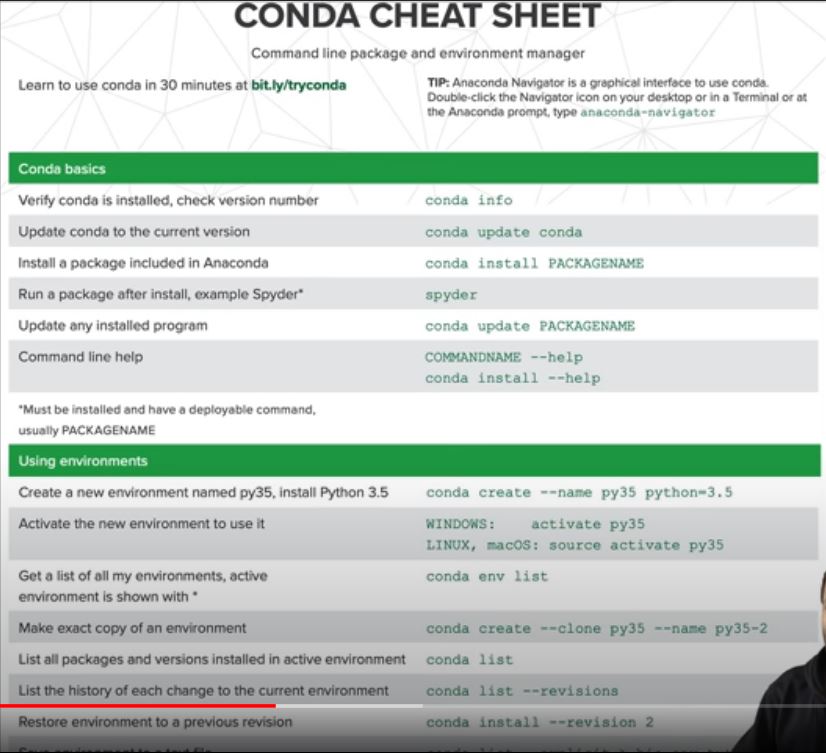 CONDA CHEAT SHEET
Command line package and environment manager
Learn to use conda in 30 minutes at bit.ly/tryconda
TIP: Anaconda Navigator is a graphical interface to use conda.
Double-click the Navigator icon on your desktop or in a Terminal or at
the Anaconda prompt, type anaconda-navigator
Conda basics
Verify conda is installed, check version number conda info
Update conda to the current version conda update conda
Install a package included in Anaconda conda install PACKAGENAME
Run a package after install, example Spyder* spyder
Update any installed program conda update PACKAGENAME
Command line help COMMANDNAME --help
conda install --help
*Must be installed and have a deployable command,
usually PACKAGENAME
Using environments
Create a new environment named py35, install Python 3.5 conda create --name py35 python=3.5
Activate the new environment to use it WINDOWS: activate py35
LINUX, macOS: source activate py35
Get a list of all my environments, active conda env list
environment is shown with *
Make exact copy of an environment conda create --clone py35 --name py35-2
List all packages and versions installed in active environment conda list
List the history of each change to the current environment conda list --revisions
Restore environment to a previous revision conda install --revision 2